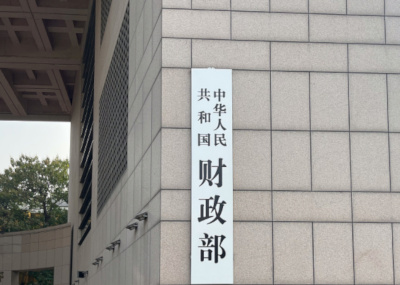 中华人民
共和国
财政部